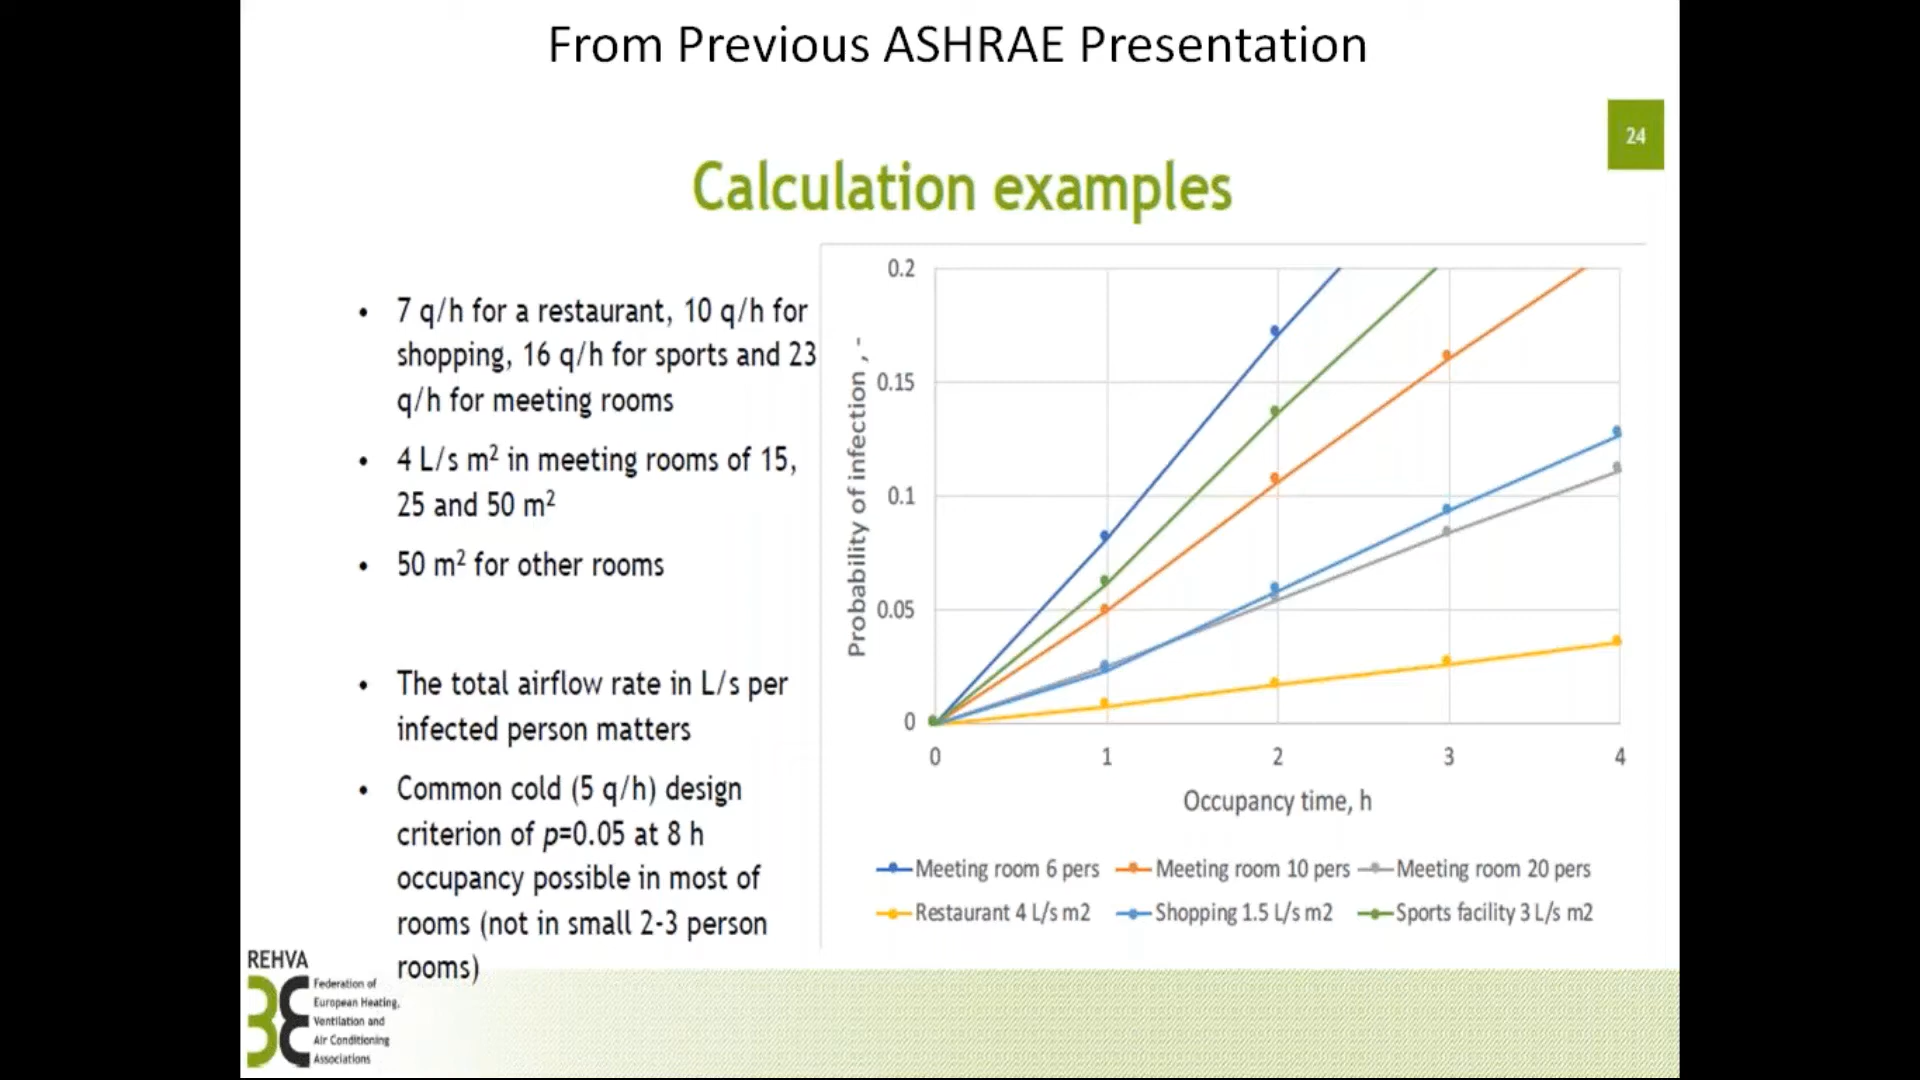 From Previous ASHRAE Presentation
24
Calculation examples
• 7 q/h for a restaurant, 10 q/h for
shopping, 16 q/h for sports and 23
q/h for meeting rooms
• 4 L/s m² in meeting rooms of 15,
25 and 50 m²
• 50 m² for other rooms
• The total airflow rate in L/s per
infected person matters
• Common cold (5 q/h) design
criterion of p=0.05 at 8 h
occupancy possible in most of
rooms (not in small 2-3 person
rooms)
Probability of infection , -
0.2
0.15
0.1
0.05
0
0 1 2 3 4
Occupancy time, h
Meeting room 6 pers Meeting room 10 pers Meeting room 20 pers
Restaurant 4 L/s m2 Shopping 1.5 L/s m2 Sports facility 3 L/s m2
REHVA
Federation of
European Heating,
Ventilation and
Air Conditioning
Associations